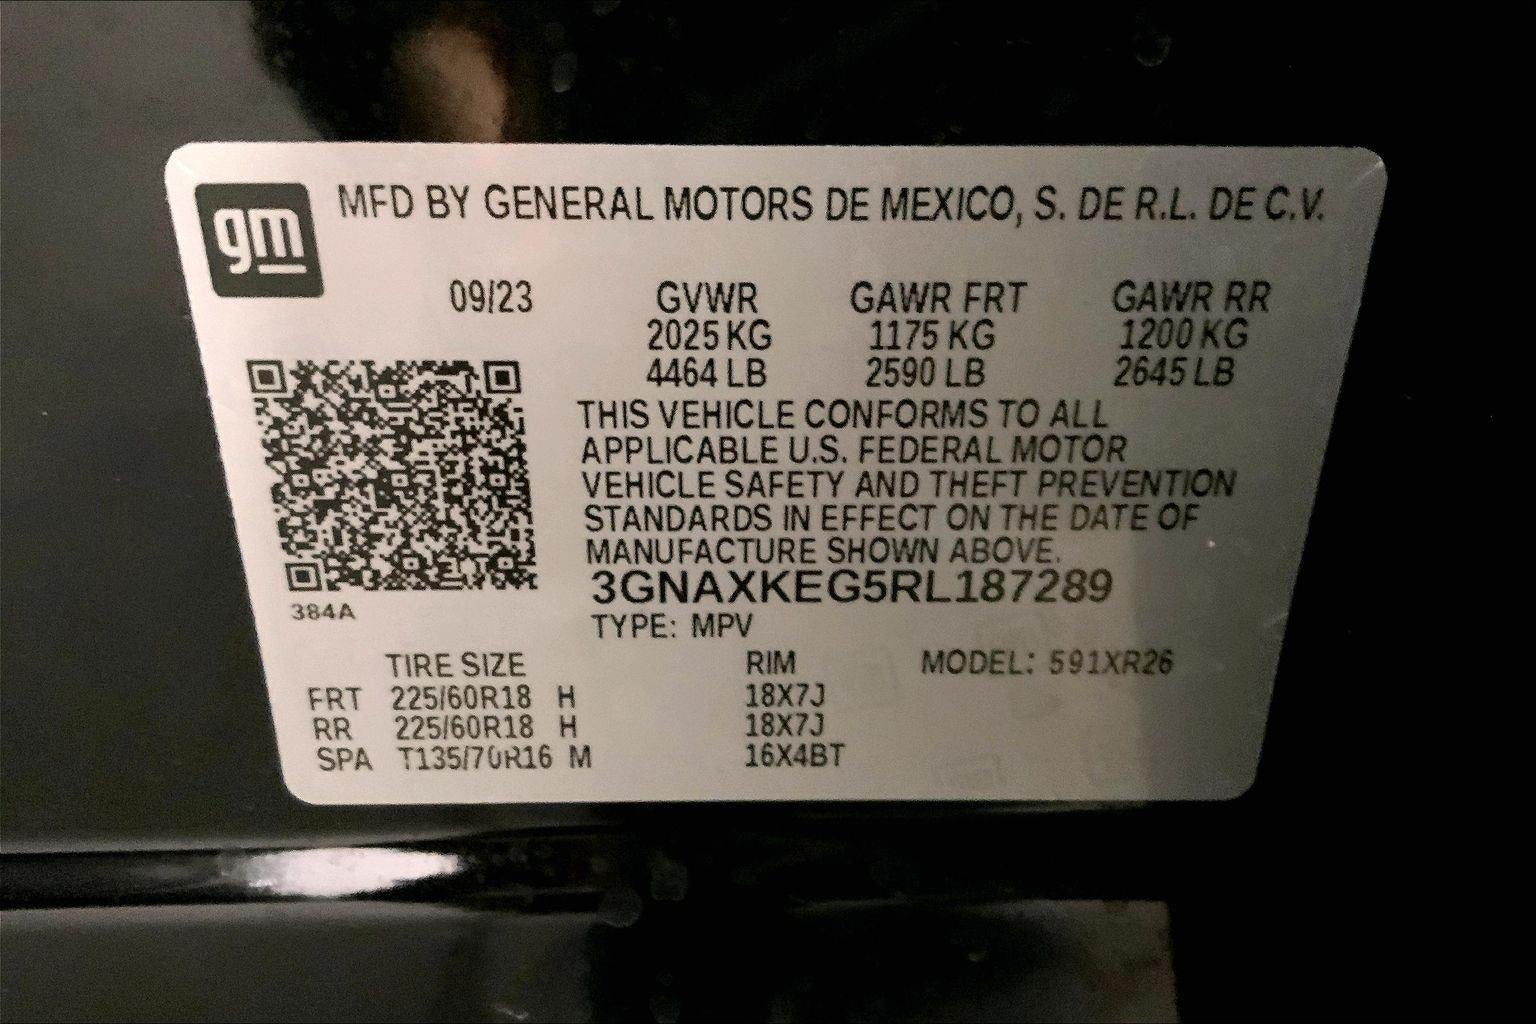 gm
MFD BY GENERAL MOTORS DE MEXICO, S. DE R.L. DE C.V.
09/23 GVWR GAWR FRT GAWR RR
2025 KG 1175 KG 1200 KG
4464 LB 2590 LB 2645 LB
THIS VEHICLE CONFORMS TO ALL
APPLICABLE U.S. FEDERAL MOTOR
VEHICLE SAFETY AND THEFT PREVENTION
STANDARDS IN EFFECT ON THE DATE OF
MANUFACTURE SHOWN ABOVE.
3GNAXKEG5RL187289
384A
TYPE: MPV
TIRE SIZE RIM MODEL: 591XR26
FRT 225/60R18 H 18X7J
RR 225/60R18 H 18X7J
SPA T135/70R16 M 16X4BT